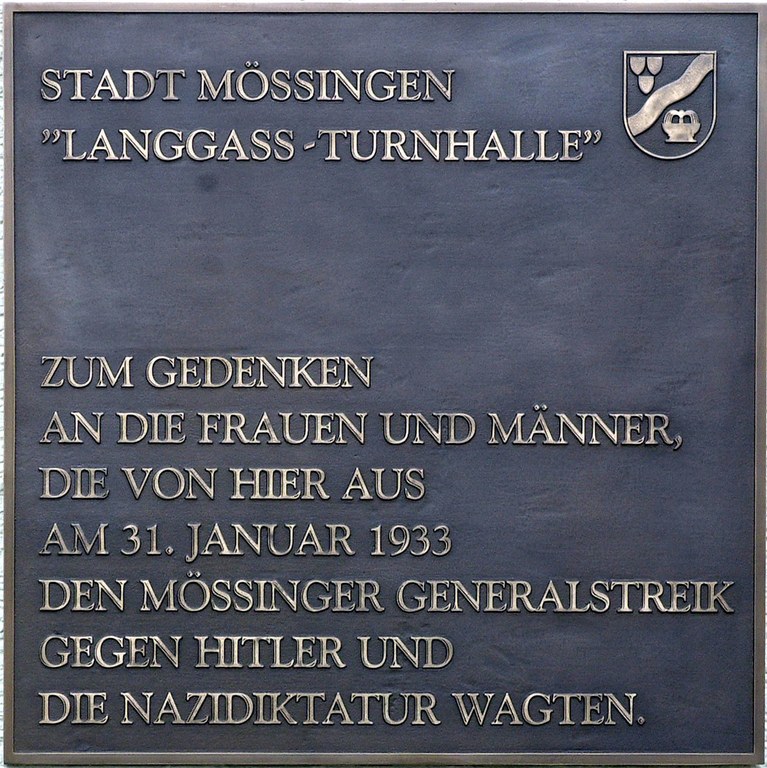 STADT MÖSSINGEN
”LANGGASS-TURNHALLE”
ZUM GEDENKEN
AN DIE FRAUEN UND MÄNNER,
DIE VON HIER AUS
AM 31. JANUAR 1933
DEN MÖSSINGER GENERALSTREIK
GEGEN HITLER UND
DIE NAZIDIKTATUR WAGTEN.